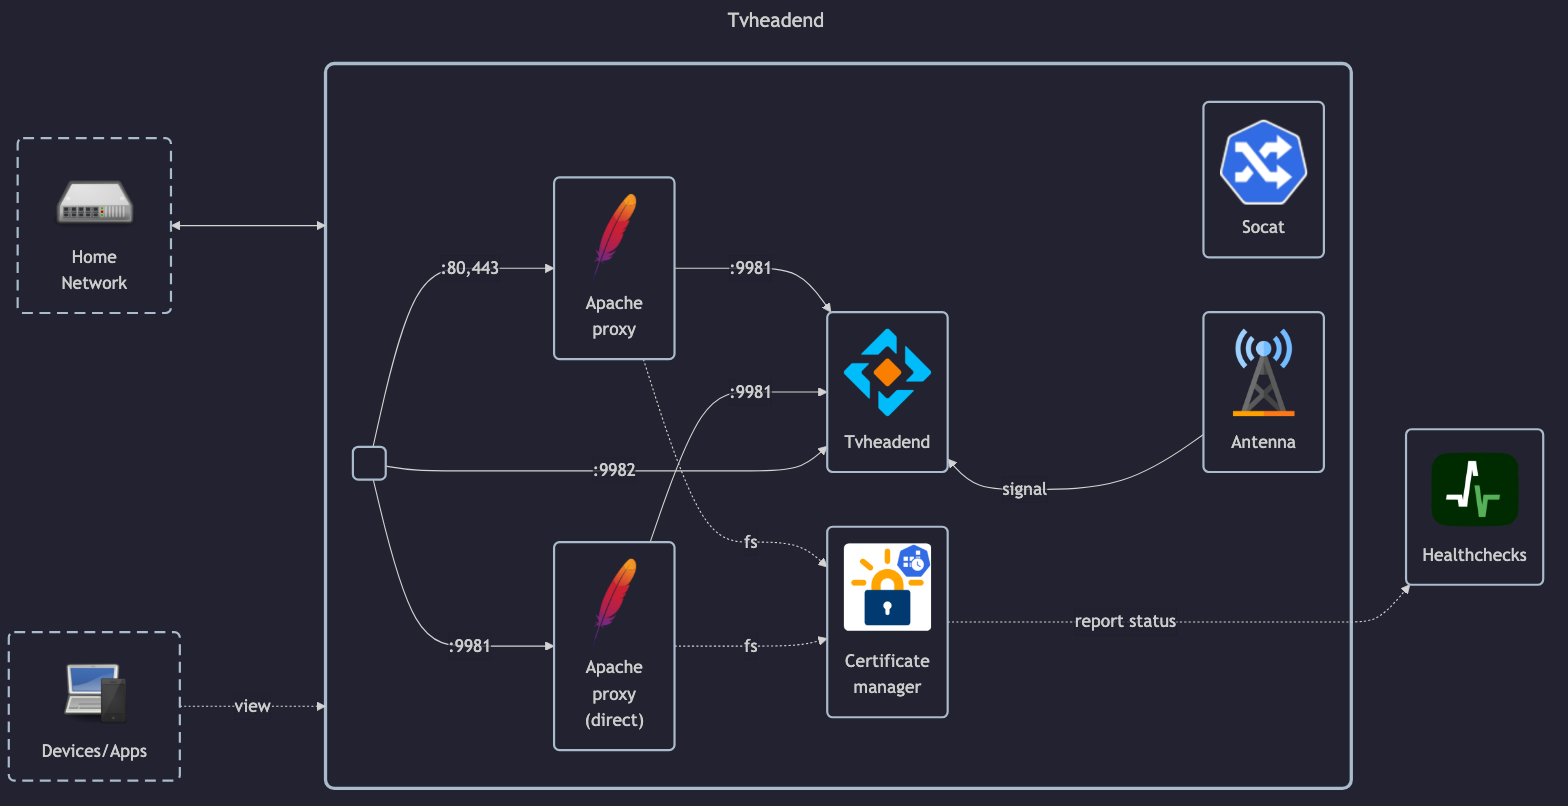 Tvheadend
Home
Network
:80,443
Apache
proxy
:9981
Socat
:9981
Tvheadend
Antenna
:9982
signal
Healthchecks
fs
:9981
Apache
proxy
(direct)
fs
Certificate
manager
report status
view
Devices/Apps